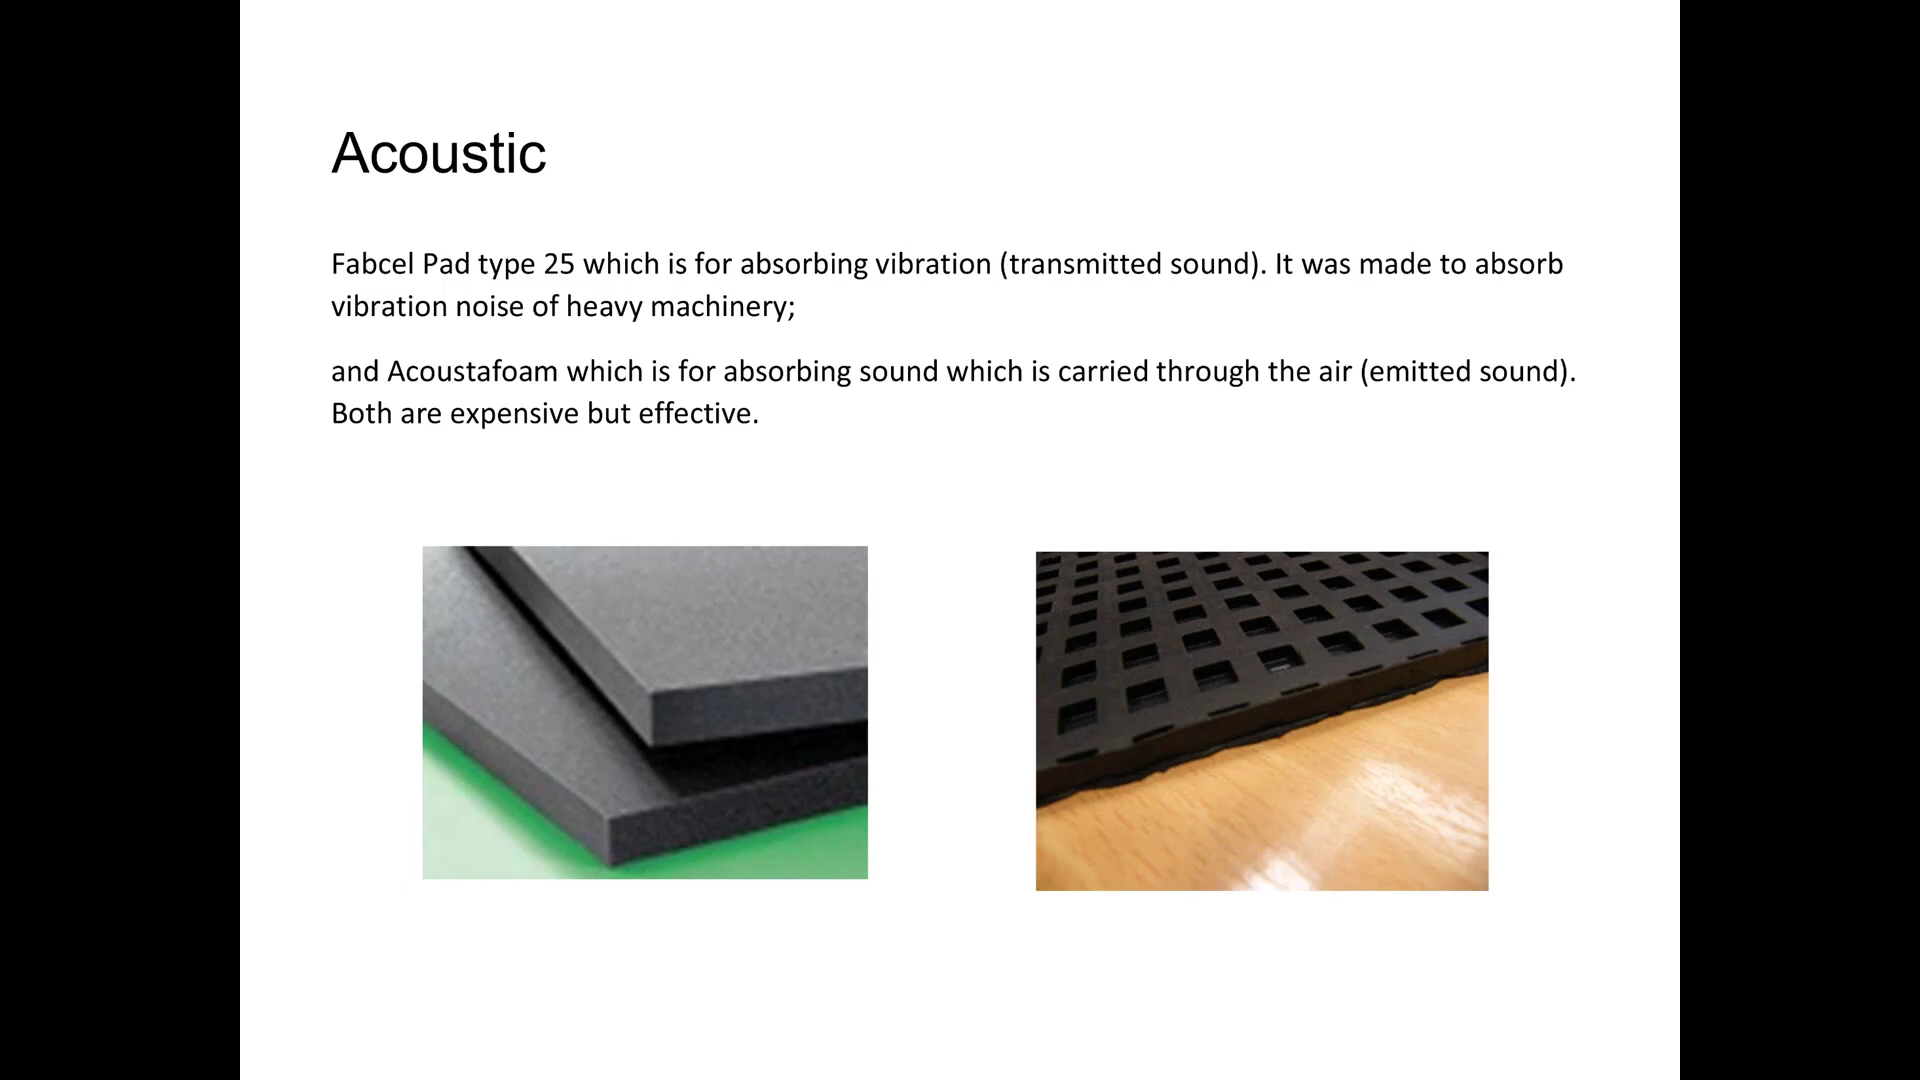 Acoustic
Fabcel Pad type 25 which is for absorbing vibration (transmitted sound). It was made to absorb
vibration noise of heavy machinery;
and Acoustafoam which is for absorbing sound which is carried through the air (emitted sound).
Both are expensive but effective.